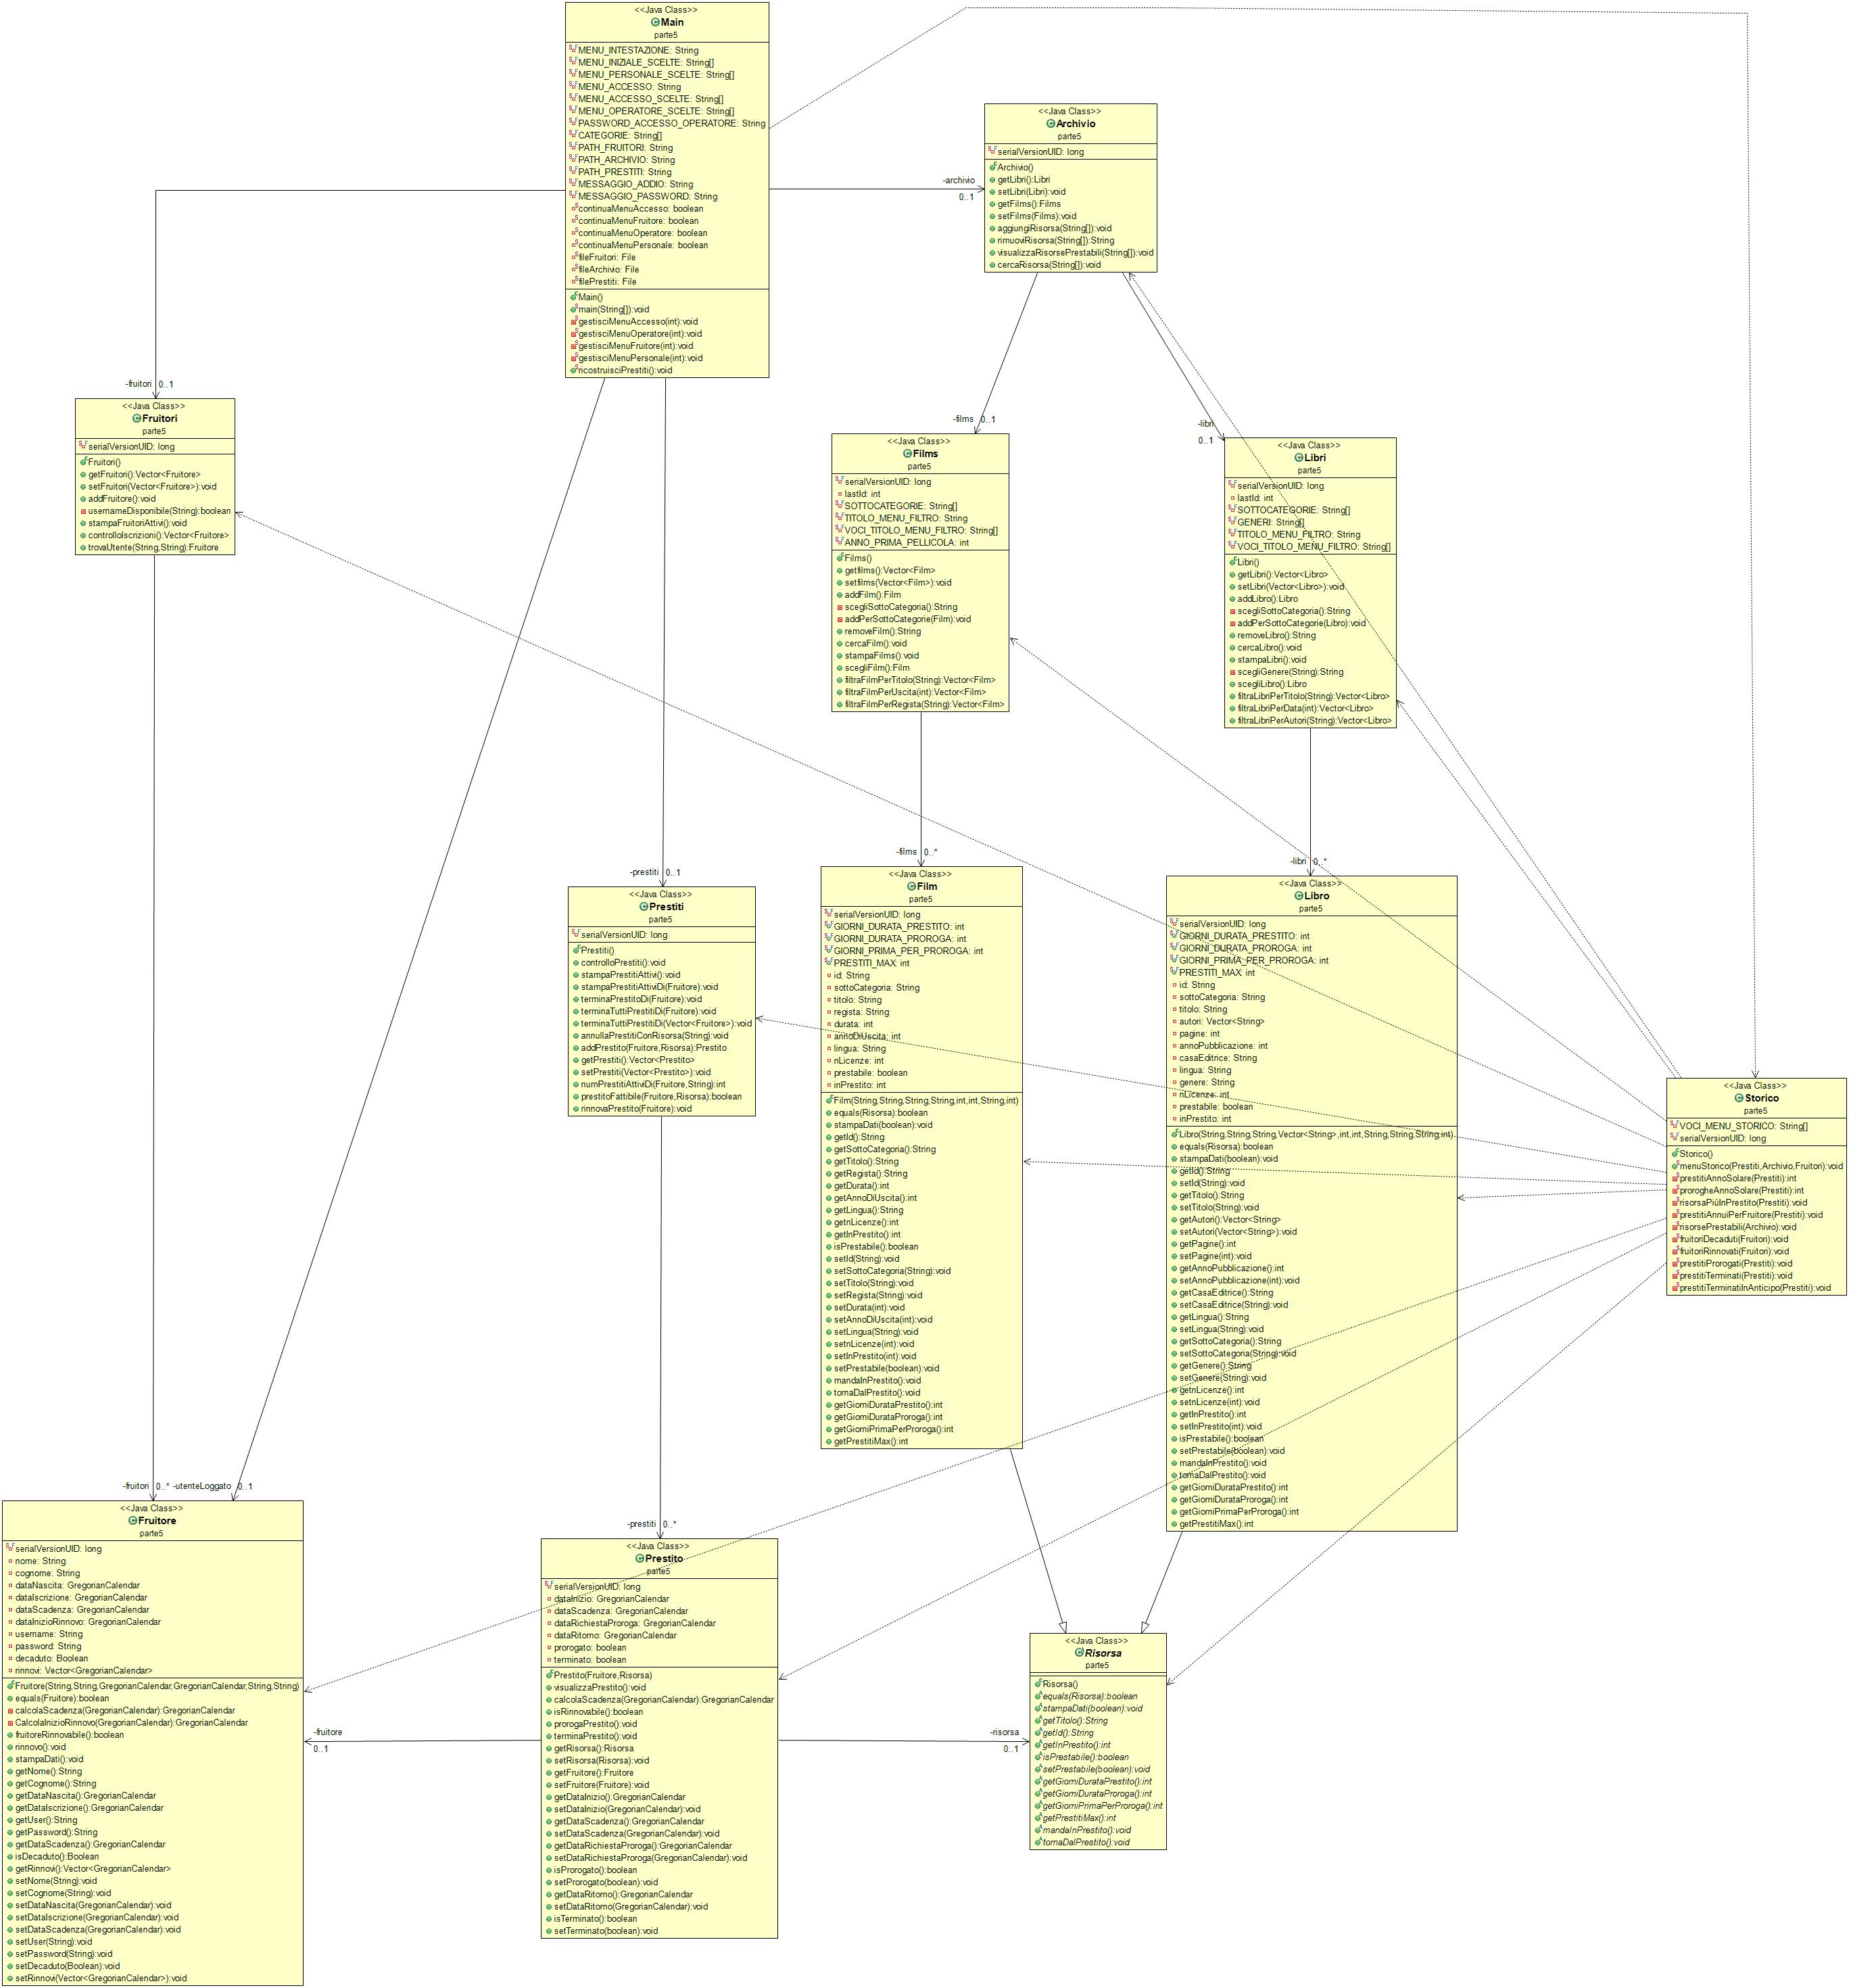 <<Java Class>>
Main
parte5
MENU_INTESTAZIONE: String
MENU_INIZIALE_SCELTE: String[]
MENU_PERSONALE_SCELTE: String[]
MENU_ACCESSO: String
MENU_ACCESSO_SCELTE: String[]
MENU_OPERATORE_SCELTE: String[]
PASSWORD_ACCESSO_OPERATORE: String
CATEGORIE: String[]
PATH_FRUITORI: String
PATH_ARCHIVIO: String
PATH_PRESTITI: String
MESSAGGIO_ADDIO: String
MESSAGGIO_PASSWORD: String
continuaMenuAccesso: boolean
continuaMenuFruitore: boolean
continuaMenuOperatore: boolean
continuaMenuPersonale: boolean
fileFruitori: File
fileArchivio: File
filePrestiti: File
Main()
main(String[]):void
gestisciMenuAccesso(int):void
gestisciMenuOperatore(int):void
gestisciMenuFruitore(int):void
gestisciMenuPersonale(int):void
ricostruisciPrestiti():void
-archivio
0..1
<<Java Class>>
Archivio
parte5
serialVersionUID: long
Archivio()
getLibri():Libri
setLibri(Libri):void
getFilms():Films
setFilms(Films):void
aggiungiRisorsa(String[]):void
rimuoviRisorsa(String[]):String
visualizzaRisorsePrestabili(String[]):void
cercaRisorsa(String[]):void
-fruitori 0..1
<<Java Class>>
Fruitori
parte5
serialVersionUID: long
Fruitori()
getFruitori():Vector<Fruitore>
setFruitori(Vector<Fruitore>):void
addFruitore():void
usernameDisponibile(String):boolean
stampaFruitoriAttivi():void
controlloIscrizioni():Vector<Fruitore>
trovaUtente(String,String):Fruitore
-films 0..1
<<Java Class>>
Films
parte5
serialVersionUID: long
lastId: int
SOTTOCATEGORIE: String[]
TITOLO_MENU_FILTRO: String
VOCI_TITOLO_MENU_FILTRO: String[]
ANNO_PRIMA_PELLICOLA: int
Films()
getfilms():Vector<Film>
setfilms(Vector<Film>):void
addFilm():Film
scegliSottoCategoria():String
addPerSottoCategorie(Film):void
removeFilm():String
cercaFilm():void
stampaFilms():void
scegliFilm():Film
filtraFilmPerTitolo(String):Vector<Film>
filtraFilmPerUscita(int):Vector<Film>
filtraFilmPerRegista(String):Vector<Film>
-libri
0..1
<<Java Class>>
Libri
parte5
serialVersionUID: long
lastId: int
SOTTOCATEGORIE: String[]
GENERI: String[]
TITOLO_MENU_FILTRO: String
VOCI_TITOLO_MENU_FILTRO: String[]
Libri()
getLibri():Vector<Libro>
setLibri(Vector<Libro>):void
addLibro():Libro
scegliSottoCategoria():String
addPerSottoCategorie(Libro):void
removeLibro():String
cercaLibro():void
stampaLibri():void
scegliGenere(String):String
scegliLibro():Libro
filtraLibriPerTitolo(String):Vector<Libro>
filtraLibriPerData(int):Vector<Libro>
filtraLibriPerAutori(String):Vector<Libro>
-prestiti 0..1
<<Java Class>>
Prestiti
parte5
serialVersionUID: long
Prestiti()
controlloPrestiti():void
stampaPrestitiAttivi():void
stampaPrestitiAttiviDi(Fruitore):void
terminaPrestitoDi(Fruitore):void
terminaTuttiPrestitiDi(Fruitore):void
terminaTuttiPrestitiDi(Vector<Fruitore>):void
annullaPrestitiConRisorsa(String):void
addPrestito(Fruitore,Risorsa):Prestito
getPrestiti():Vector<Prestito>
setPrestiti(Vector<Prestito>):void
numPrestitiAttiviDi(Fruitore,String):int
prestitoFattibile(Fruitore,Risorsa):boolean
rinnovaPrestito(Fruitore):void
-films 0..*
<<Java Class>>
Film
parte5
serialVersionUID: long
GIORNI_DURATA_PRESTITO: int
GIORNI_DURATA_PROROGA: int
GIORNI_PRIMA_PER_PROROGA: int
PRESTITI_MAX: int
id: String
sottoCategoria: String
titolo: String
regista: String
durata: int
annoDiUscita: int
lingua: String
nLicenze: int
prestabile: boolean
inPrestito: int
Film(String,String,String,String,int,int,String,int)
equals(Risorsa):boolean
stampaDati(boolean):void
getId():String
getSottoCategoria():String
getTitolo():String
getRegista():String
getDurata():int
getAnnoDiUscita():int
getLingua():String
getnLicenze():int
getInPrestito():int
isPrestabile():boolean
setId(String):void
setSottoCategoria(String):void
setTitolo(String):void
setRegista(String):void
setDurata(int):void
setAnnoDiUscita(int):void
setLingua(String):void
setnLicenze(int):void
setInPrestito(int):void
setPrestabile(boolean):void
mandaInPrestito():void
tornaDalPrestito():void
getGiorniDurataPrestito():int
getGiorniDurataProroga():int
getGiorniPrimaPerProroga():int
getPrestitiMax():int
-libri 0..*
<<Java Class>>
Libro
parte5
serialVersionUID: long
GIORNI_DURATA_PRESTITO: int
GIORNI_DURATA_PROROGA: int
GIORNI_PRIMA_PER_PROROGA: int
PRESTITI_MAX: int
id: String
sottoCategoria: String
titolo: String
autori: Vector<String>
pagine: int
annoPubblicazione: int
casaEditrice: String
lingua: String
genere: String
nLicenze: int
prestabile: boolean
inPrestito: int
Libro(String,String,String,Vector<String>,int,int,String,String,String,int)
equals(Risorsa):boolean
stampaDati(boolean):void
getId():String
setId(String):void
getTitolo():String
setTitolo(String):void
getAutori():Vector<String>
setAutori(Vector<String>):void
getPagine():int
setPagine(int):void
getAnnoPubblicazione():int
setAnnoPubblicazione(int):void
getCasaEditrice():String
setCasaEditrice(String):void
getLingua():String
setLingua(String):void
getSottoCategoria():String
setSottoCategoria(String):void
getGenere():String
setGenere(String):void
getnLicenze():int
setnLicenze(int):void
getInPrestito():int
setInPrestito(int):void
isPrestabile():boolean
setPrestabile(boolean):void
mandaInPrestito():void
tornaDalPrestito():void
getGiorniDurataPrestito():int
getGiorniDurataProroga():int
getGiorniPrimaPerProroga():int
getPrestitiMax():int
<<Java Class>>
Storico
parte5
VOCI_MENU_STORICO: String[]
serialVersionUID: long
Storico()
menuStorico(Prestiti,Archivio,Fruitori):void
prestitiAnnoSolare(Prestiti):int
prorogheAnnoSolare(Prestiti):int
risorsaPiùInPrestito(Prestiti):void
prestitiAnnuiPerFruitore(Prestiti):void
risorsePrestabili(Archivio):void
fruitoriDecaduti(Fruitori):void
fruitoriRinnovati(Fruitori):void
prestitiProrogati(Prestiti):void
prestitiTerminati(Prestiti):void
prestitiTerminatiInAnticipo(Prestiti):void
-fruitori 0..* -utenteLoggato 0..1
<<Java Class>>
Fruitore
parte5
serialVersionUID: long
nome: String
cognome: String
dataNascita: GregorianCalendar
dataIscrizione: GregorianCalendar
dataScadenza: GregorianCalendar
dataInizioRinnovo: GregorianCalendar
username: String
password: String
decaduto: Boolean
rinnovi: Vector<GregorianCalendar>
Fruitore(String,String,GregorianCalendar,GregorianCalendar,String,String)
equals(Fruitore):boolean
calcolaScadenza(GregorianCalendar):GregorianCalendar
CalcolaInizioRinnovo(GregorianCalendar):GregorianCalendar
fruitoreRinnovabile():boolean
rinnovo():void
stampaDati():void
getNome():String
getCognome():String
getDataNascita():GregorianCalendar
getDataIscrizione():GregorianCalendar
getUser():String
getPassword():String
getDataScadenza():GregorianCalendar
isDecaduto():Boolean
getRinnovi():Vector<GregorianCalendar>
setNome(String):void
setCognome(String):void
setDataNascita(GregorianCalendar):void
setDataIscrizione(GregorianCalendar):void
setDataScadenza(GregorianCalendar):void
setUser(String):void
setPassword(String):void
setDecaduto(Boolean):void
setRinnovi(Vector<GregorianCalendar>):void
-prestiti 0..*
<<Java Class>>
Prestito
parte5
serialVersionUID: long
dataInizio: GregorianCalendar
dataScadenza: GregorianCalendar
dataRichiestaProroga: GregorianCalendar
dataRitorno: GregorianCalendar
prorogato: boolean
terminato: boolean
Prestito(Fruitore,Risorsa)
visualizzaPrestito():void
calcolaScadenza(GregorianCalendar):GregorianCalendar
isRinnovabile():boolean
prorogaPrestito():void
terminaPrestito():void
getRisorsa():Risorsa
setRisorsa(Risorsa):void
getFruitore():Fruitore
setFruitore(Fruitore):void
getDataInizio():GregorianCalendar
setDataInizio(GregorianCalendar):void
getDataScadenza():GregorianCalendar
setDataScadenza(GregorianCalendar):void
getDataRichiestaProroga():GregorianCalendar
setDataRichiestaProroga(GregorianCalendar):void
isProrogato():boolean
setProrogato(boolean):void
getDataRitorno():GregorianCalendar
setDataRitorno(GregorianCalendar):void
isTerminato():boolean
setTerminato(boolean):void
-fruitore
0..1
-risorsa
0..1
<<Java Class>>
Risorsa
parte5
Risorsa()
equals(Risorsa):boolean
stampaDati(boolean):void
getTitolo():String
getId():String
getInPrestito():int
isPrestabile():boolean
setPrestabile(boolean):void
getGiorniDurataPrestito():int
getGiorniDurataProroga():int
getGiorniPrimaPerProroga():int
getPrestitiMax():int
mandaInPrestito():void
tornaDalPrestito():void